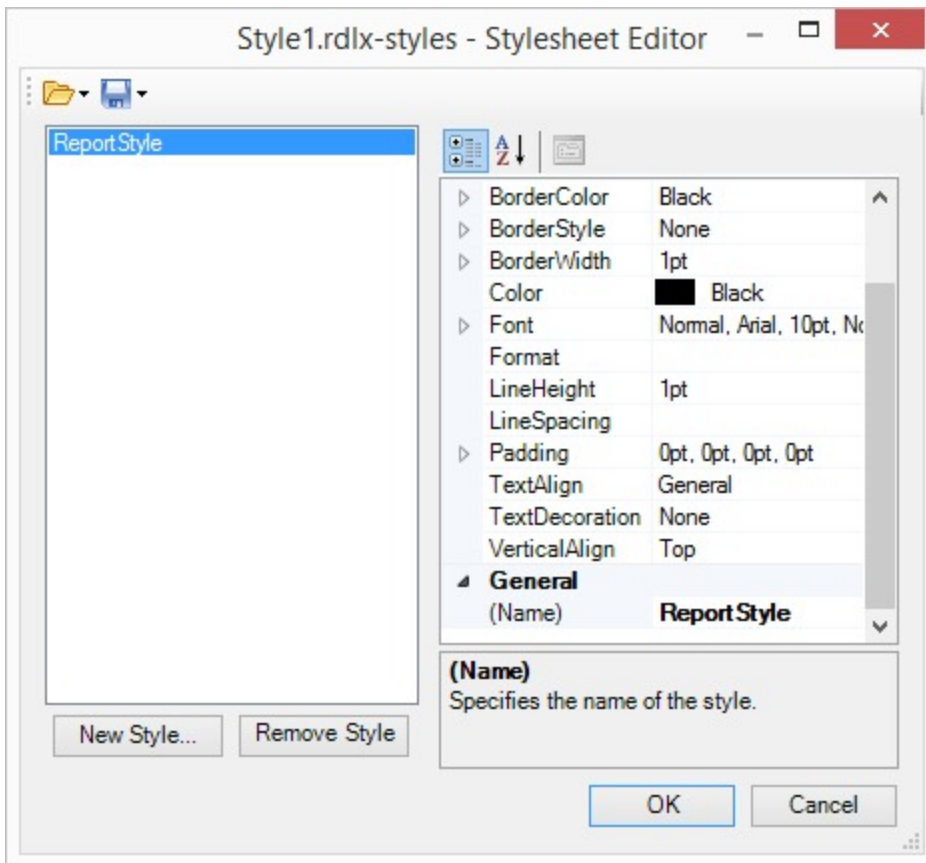 Style1.rdlx-styles - Stylesheet Editor
ReportStyle
BorderColor Black
BorderStyle None
BorderWidth 1pt
Color Black
Font Normal, Arial, 10pt, No
Format
LineHeight 1pt
LineSpacing
Padding 0pt, 0pt, 0pt, 0pt
TextAlign General
TextDecoration None
VerticalAlign Top
General
(Name) ReportStyle
(Name)
Specifies the name of the style.
New Style... Remove Style
OK Cancel